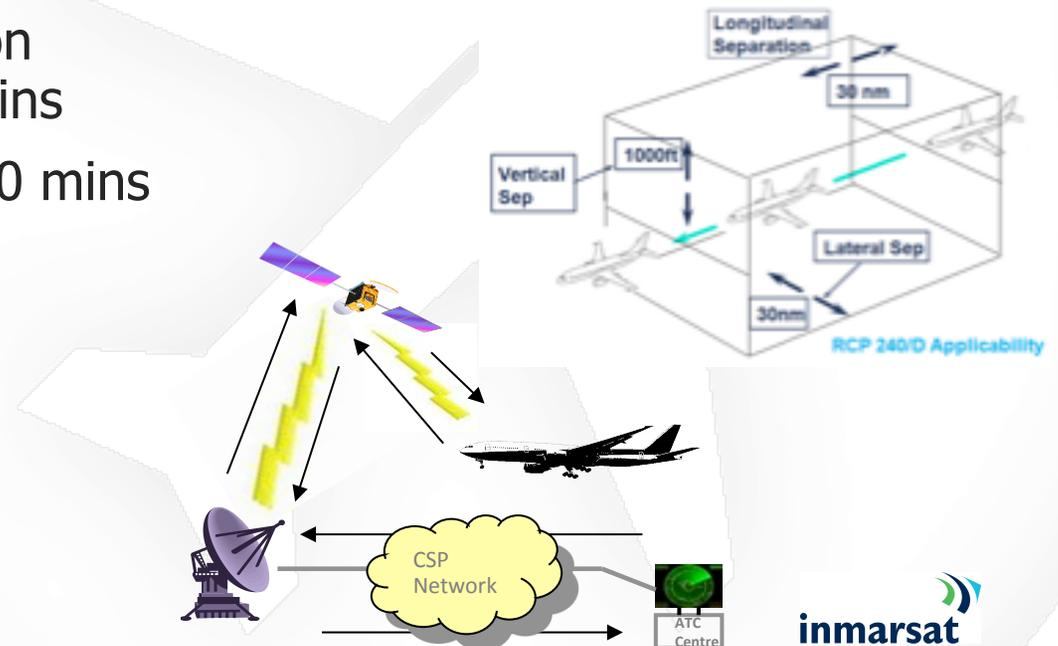 on
ins
0 mins
Longitudinal
Separation
30 nm
1000ft
Vertical
Sep
Lateral Sep
30nm
RCP 240/D Applicability
CSP
Network
ATC
Centre
inmarsat